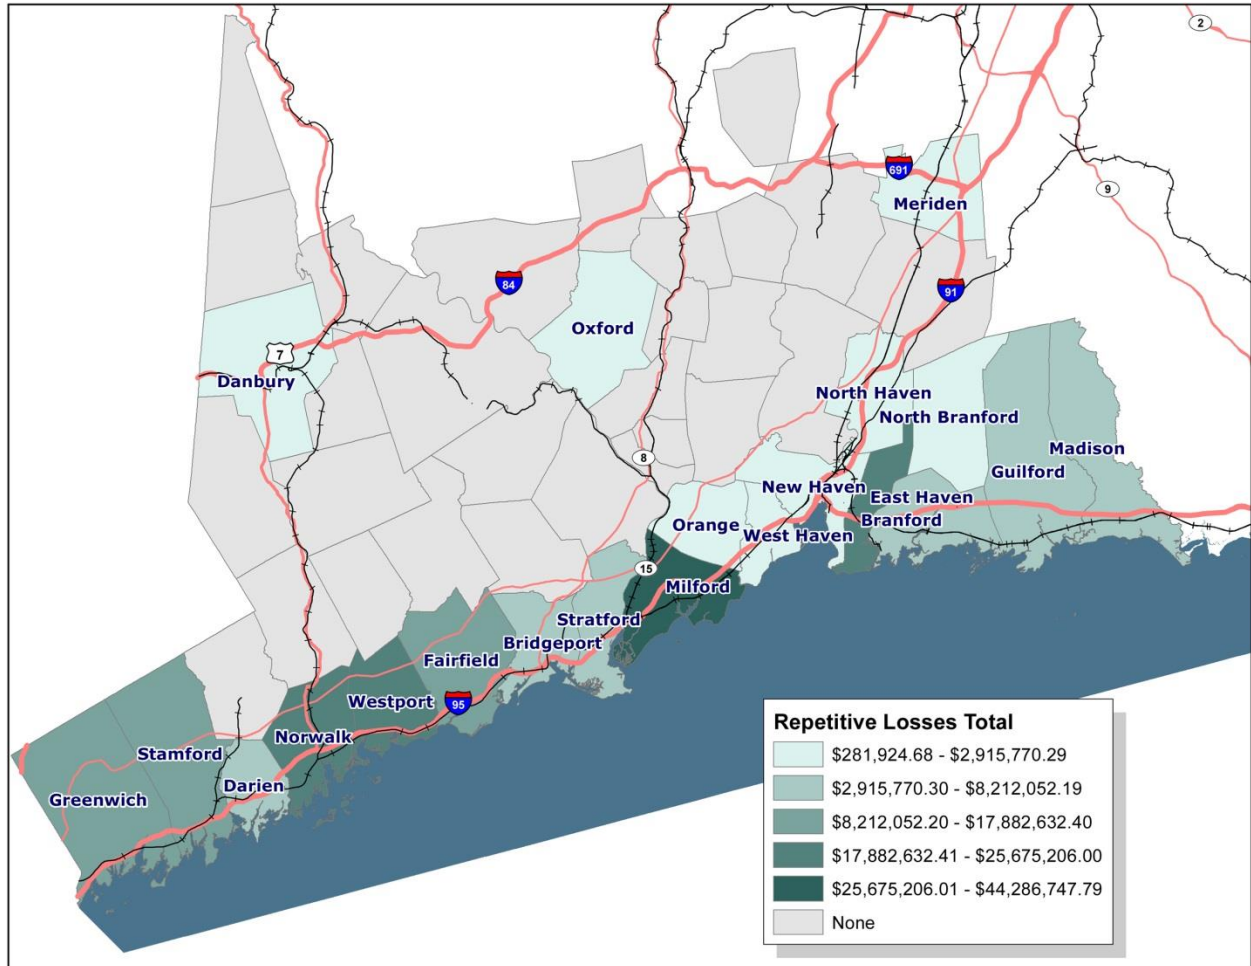 2
691
Meriden
9
84
91
Oxford
7
Danbury
North Haven
North Branford
Madison
8
Guilford
New Haven
East Haven
Orange
Branford
West Haven
15
Milford
Stratford
Bridgeport
Fairfield
Westport
95
Norwalk
Stamford
Darien
Greenwich
Repetitive Losses Total
$281,924.68 - $2,915,770.29
$2,915,770.30 - $8,212,052.19
$8,212,052.20 - $17,882,632.40
$17,882,632.41 - $25,675,206.00
$25,675,206.01 - $44,286,747.79
None